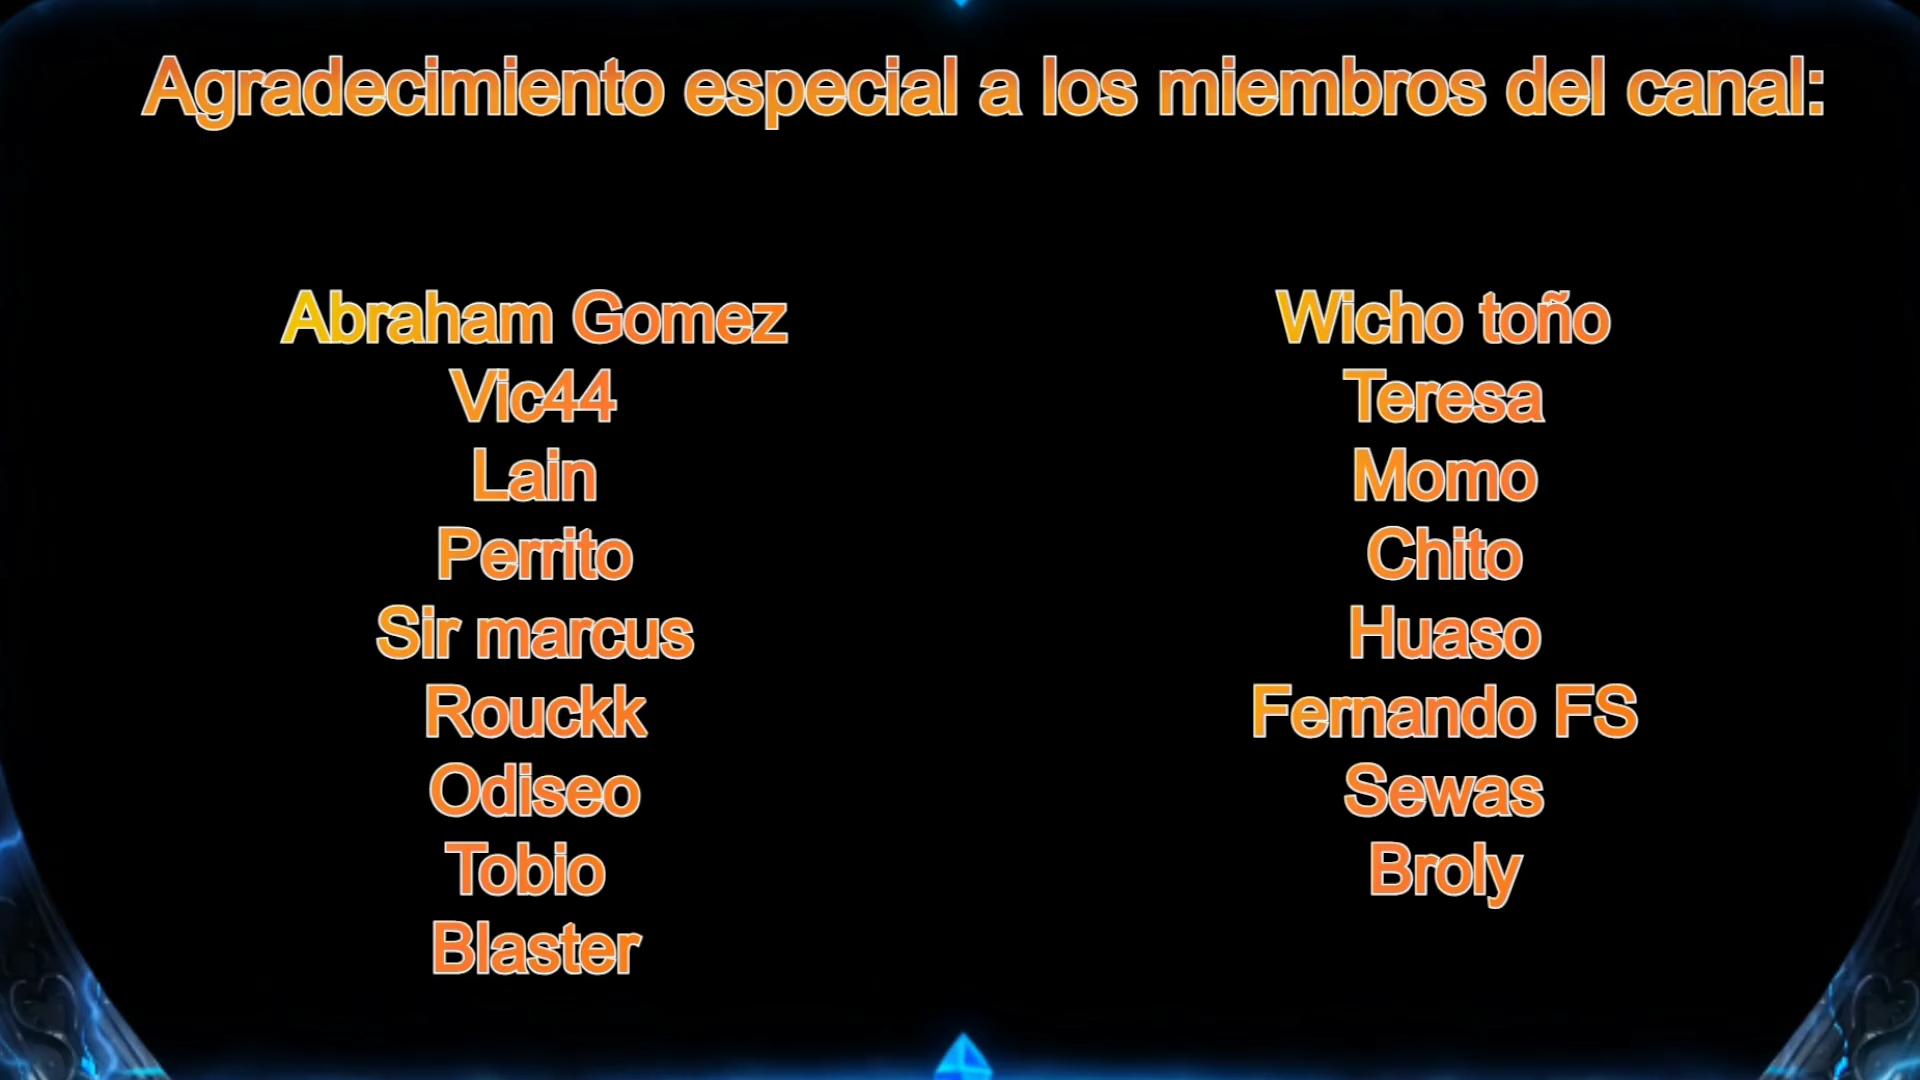 Agradecimiento especial a los miembros del canal:
Abraham Gomez
Vic44
Lain
Perrito
Sir marcus
Rouckk
Odiseo
Tobio
Blaster
Wicho toño
Teresa
Momo
Chito
Huaso
Fernando FS
Sewas
Broly